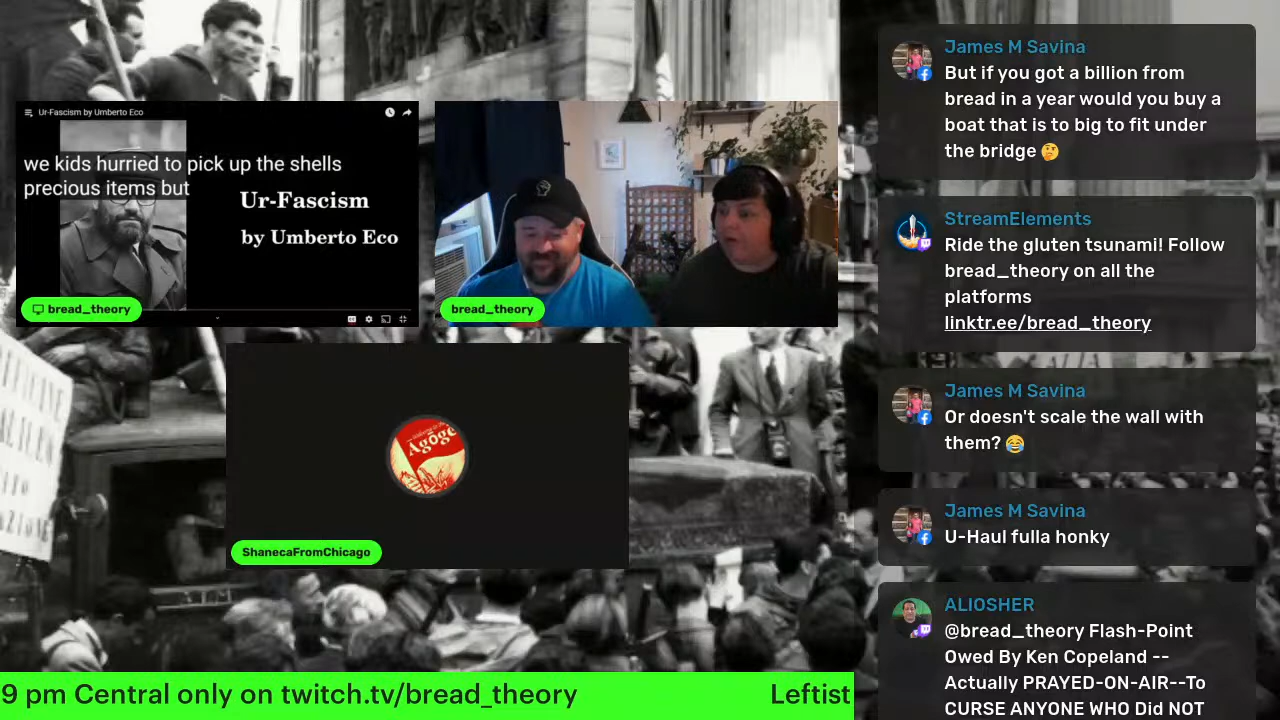 Ur-Fascism by Umberto Eco
we kids hurried to pick up the shells
precious items but
Ur-Fascism
by Umberto Eco
bread_theory
bread_theory
Agōge
ShanecaFromChicago
9 pm Central only on twitch.tv/bread_theory
Leftist
James M Savina
But if you got a billion from
bread in a year would you buy a
boat that is to big to fit under
the bridge 🤔
StreamElements
Ride the gluten tsunami! Follow
bread_theory on all the
platforms
linktr.ee/bread_theory
James M Savina
Or doesn't scale the wall with
them? 😂
James M Savina
U-Haul fulla honky
ALIOSHER
@bread_theory Flash-Point
Owed By Ken Copeland --
Actually PRAYED-ON-AIR--To
CURSE ANYONE WHO Did NOT